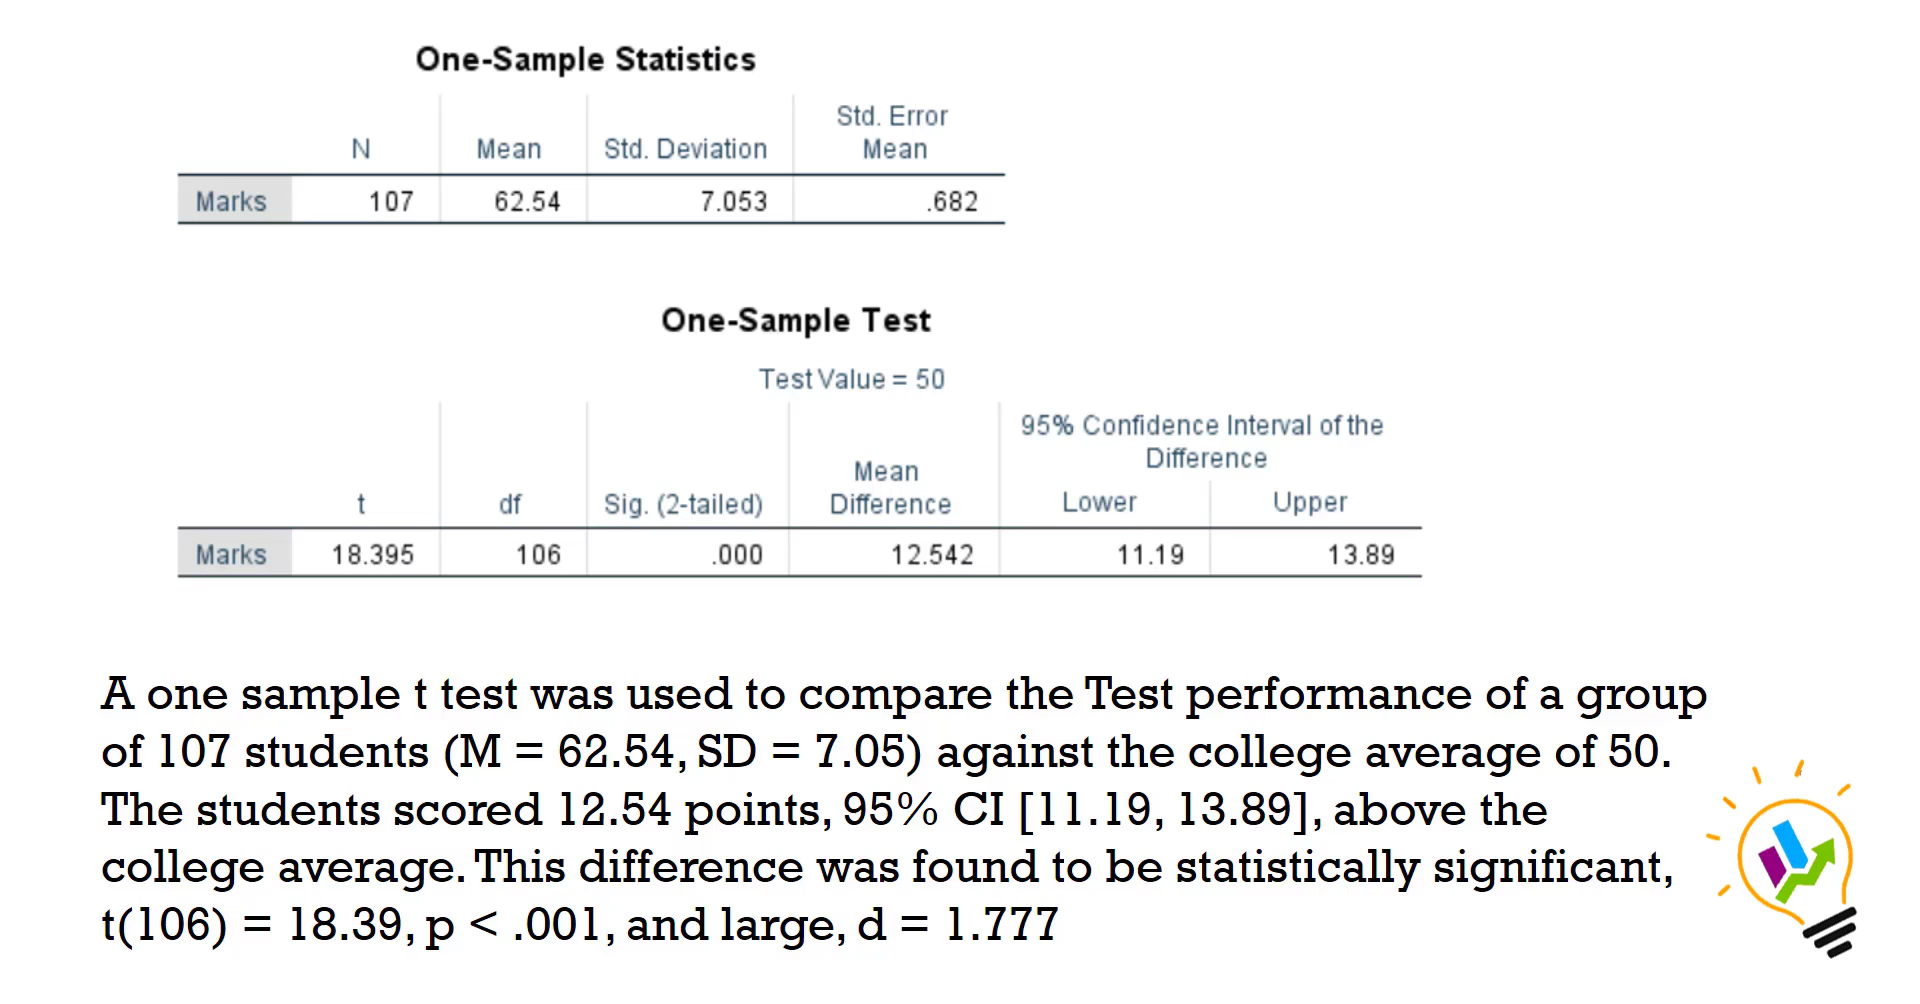 One-Sample Statistics
N Mean Std. Deviation Std. Error Mean
Marks 107 62.54 7.053 .682
One-Sample Test
Test Value = 50
95% Confidence Interval of the Difference
t df Sig. (2-tailed) Mean Difference Lower Upper
Marks 18.395 106 .000 12.542 11.19 13.89
A one sample t test was used to compare the Test performance of a group
of 107 students (M = 62.54, SD = 7.05) against the college average of 50.
The students scored 12.54 points, 95% CI [11.19, 13.89], above the
college average. This difference was found to be statistically significant,
t(106) = 18.39, p < .001, and large, d = 1.777